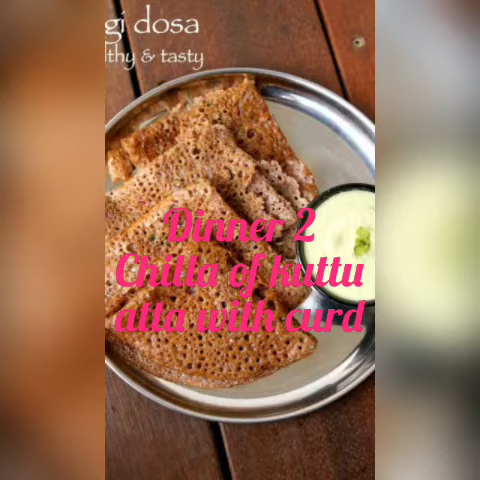 gi dosa
lthy & tasty
Dinner 2
Chilla of kuttu
atta with curd